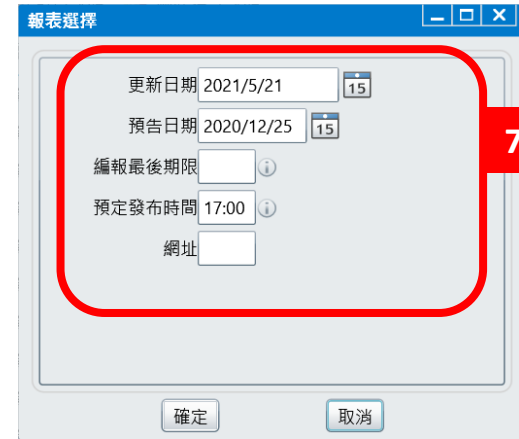 報表選擇
更新日期 2021/5/21 15
預告日期 2020/12/25 15
編報最後期限
預定發布時間 17:00
網址
7
確定 取消